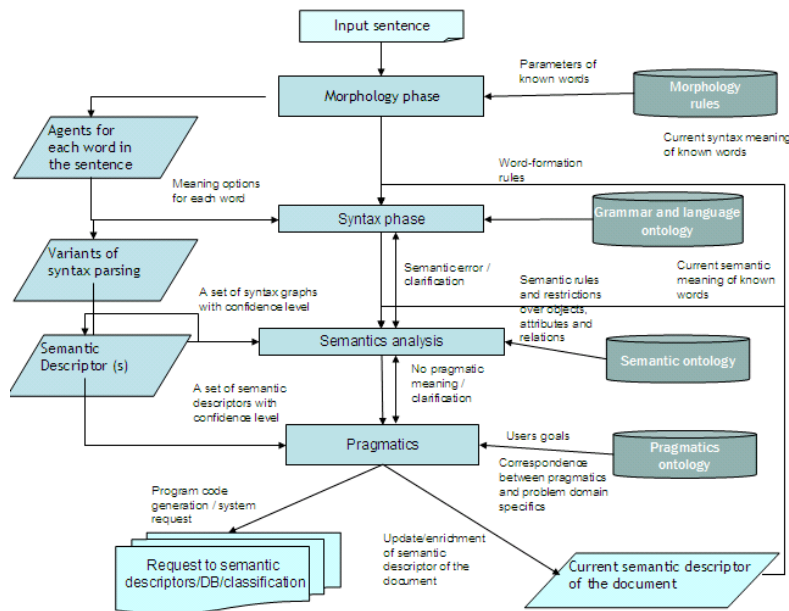 Input sentence
Parameters of
known words
Morphology phase
Morphology
rules
Agents for
each word in
the sentence
Current syntax meaning
of known words
Word-formation
rules
Meaning options
for each word
Syntax phase
Grammar and language
ontology
Variants of
syntax parsing
Semantic error /
clarification
Semantic rules
and restrictions
over objects,
attributes and
relations
Current semantic
meaning of known
words
A set of syntax graphs
with confidence level
Semantics analysis
Semantic
Descriptor (s)
Semantic ontology
No pragmatic
meaning /
clarification
A set of semantic
descriptors with
confidence level
Pragmatics
Users goals
Pragmatics
ontology
Correspondence
between pragmatics
and problem domain
specifics
Program code
generation / system
request
Update/enrichment
of semantic
descriptor of the
document
Request to semantic
descriptors/DB/classification
Current semantic descriptor
of the document